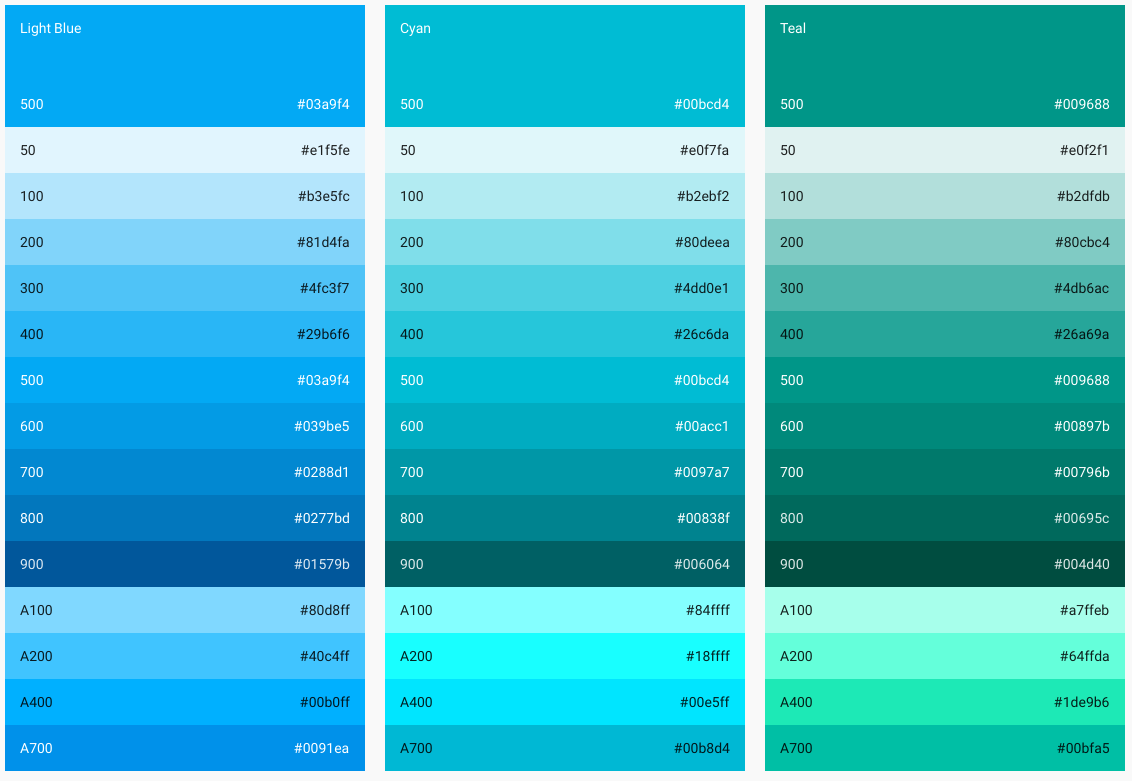 Light Blue
500 #03a9f4
50 #e1f5fe
100 #b3e5fc
200 #81d4fa
300 #4fc3f7
400 #29b6f6
500 #03a9f4
600 #039be5
700 #0288d1
800 #0277bd
900 #01579b
A100 #80d8ff
A200 #40c4ff
A400 #00b0ff
A700 #0091ea
Cyan
500 #00bcd4
50 #e0f7fa
100 #b2ebf2
200 #80deea
300 #4dd0e1
400 #26c6da
500 #00bcd4
600 #00acc1
700 #0097a7
800 #00838f
900 #006064
A100 #84ffff
A200 #18ffff
A400 #00e5ff
A700 #00b8d4
Teal
500 #009688
50 #e0f2f1
100 #b2dfdb
200 #80cbc4
300 #4db6ac
400 #26a69a
500 #009688
600 #00897b
700 #00796b
800 #00695c
900 #004d40
A100 #a7ffeb
A200 #64ffda
A400 #1de9b6
A700 #00bfa5